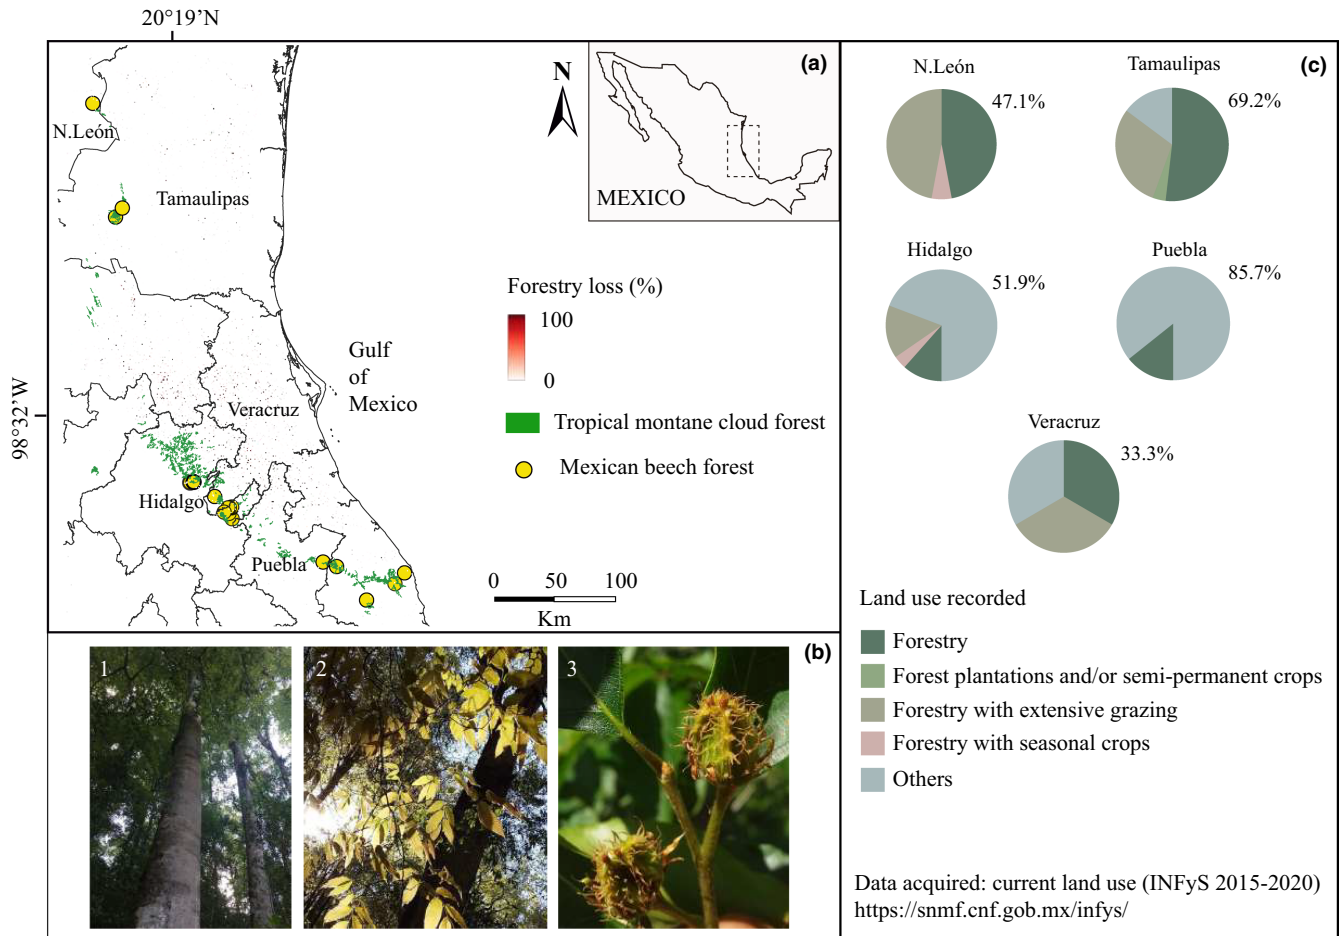 20°19’N
98°32’W
(a)
N.León
Tamaulipas
Veracruz
Hidalgo
Puebla
Gulf
of
Mexico
N
MEXICO
Forestry loss (%)
100
0
Tropical montane cloud forest
Mexican beech forest
0 50 100
Km
(b)
1
2
3
(c)
N.León
47.1%
Tamaulipas
69.2%
Hidalgo
51.9%
Puebla
85.7%
Veracruz
33.3%
Land use recorded
Forestry
Forest plantations and/or semi-permanent crops
Forestry with extensive grazing
Forestry with seasonal crops
Others
Data acquired: current land use (INFyS 2015-2020)
https://snmf.cnf.gob.mx/infys/